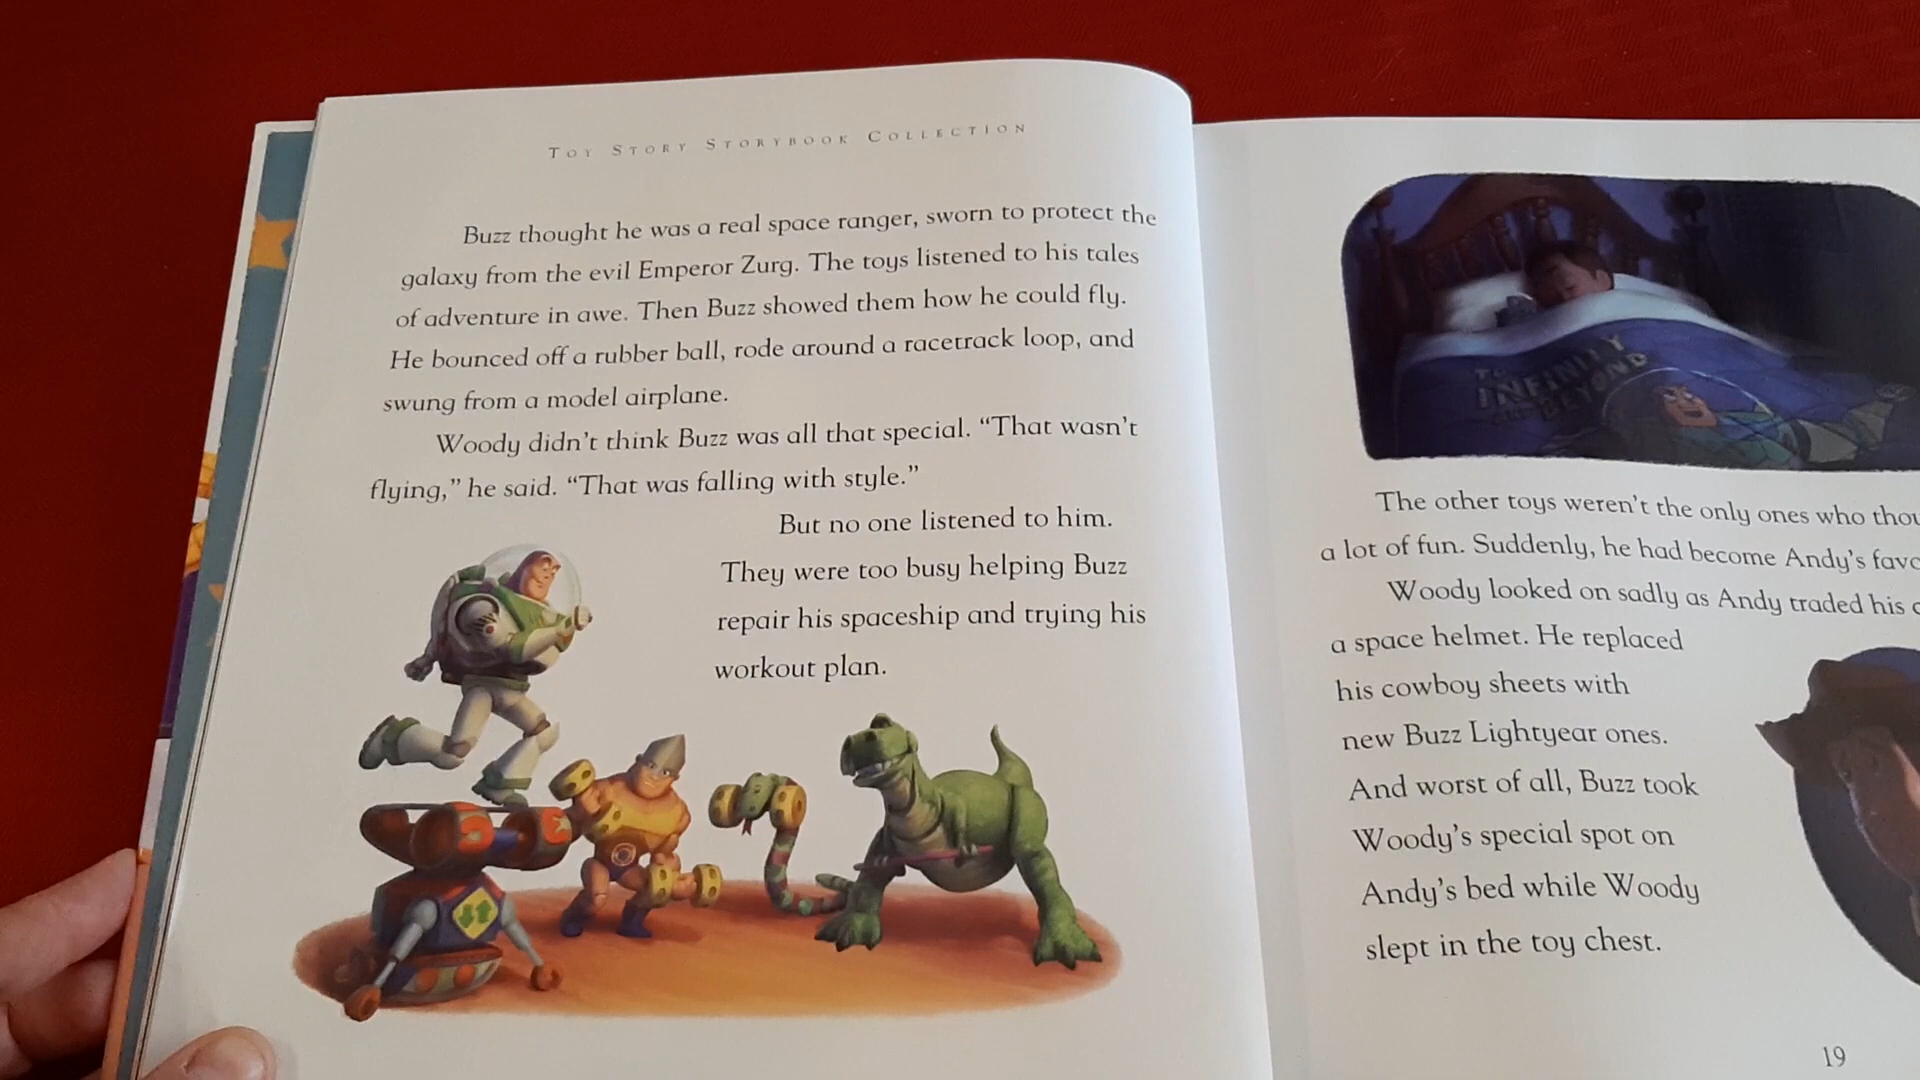 TOY STORY STORYBOOK COLLECTION
Buzz thought he was a real space ranger, sworn to protect the
galaxy from the evil Emperor Zurg. The toys listened to his tales
of adventure in awe. Then Buzz showed them how he could fly.
He bounced off a rubber ball, rode around a racetrack loop, and
swung from a model airplane.
Woody didn't think Buzz was all that special. “That wasn't
flying,” he said. “That was falling with style.”
But no one listened to him.
They were too busy helping Buzz
repair his spaceship and trying his
workout plan.
TO
INFINITY
AND
BEYOND
The other toys weren't the only ones who
a lot of fun. Suddenly, he had become Andy's
Woody looked on sadly as Andy traded his
a space helmet. He replaced
his cowboy sheets with
new Buzz Lightyear ones.
And worst of all, Buzz took
Woody's special spot on
Andy's bed while Woody
slept in the toy chest.
19